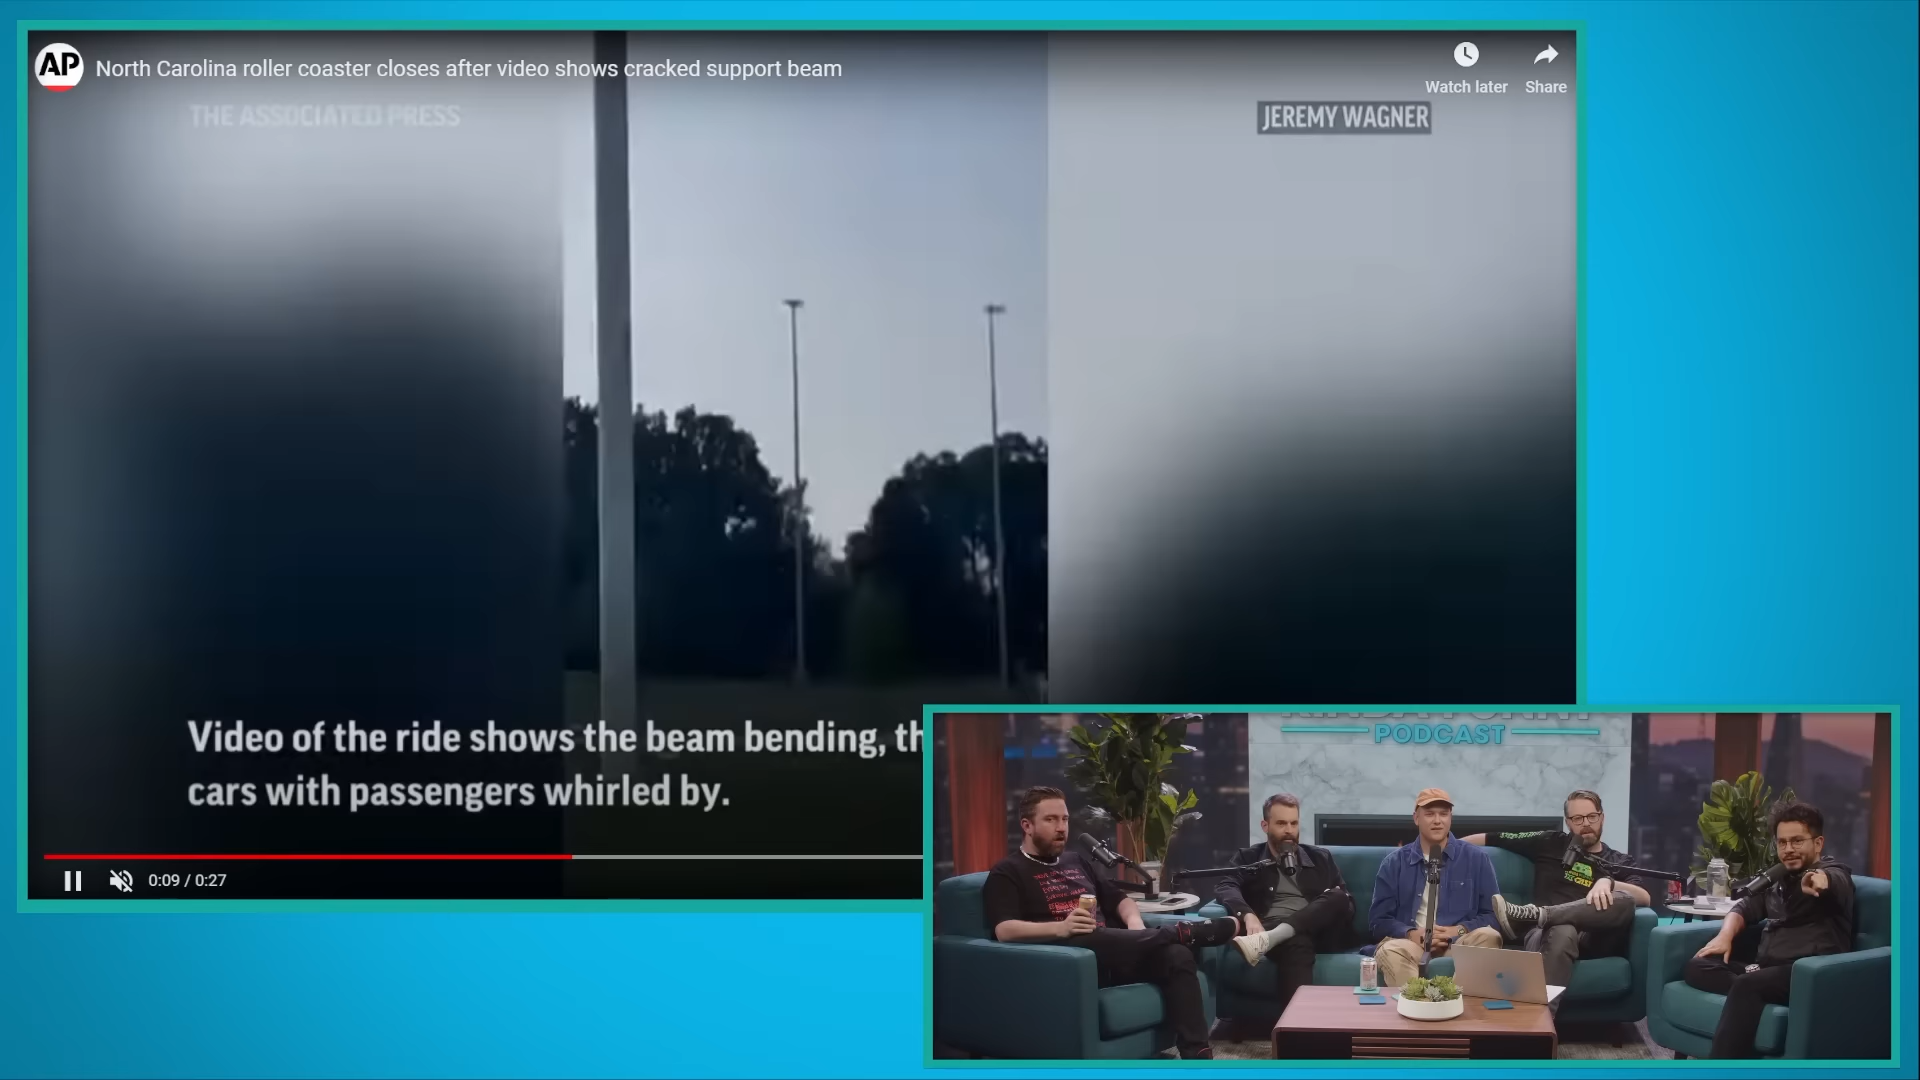 AP
North Carolina roller coaster closes after video shows cracked support beam
Watch later
Share
THE ASSOCIATED PRESS
JEREMY WAGNER
Video of the ride shows the beam bending, th
cars with passengers whirled by.
0:09 / 0:27
PODCAST